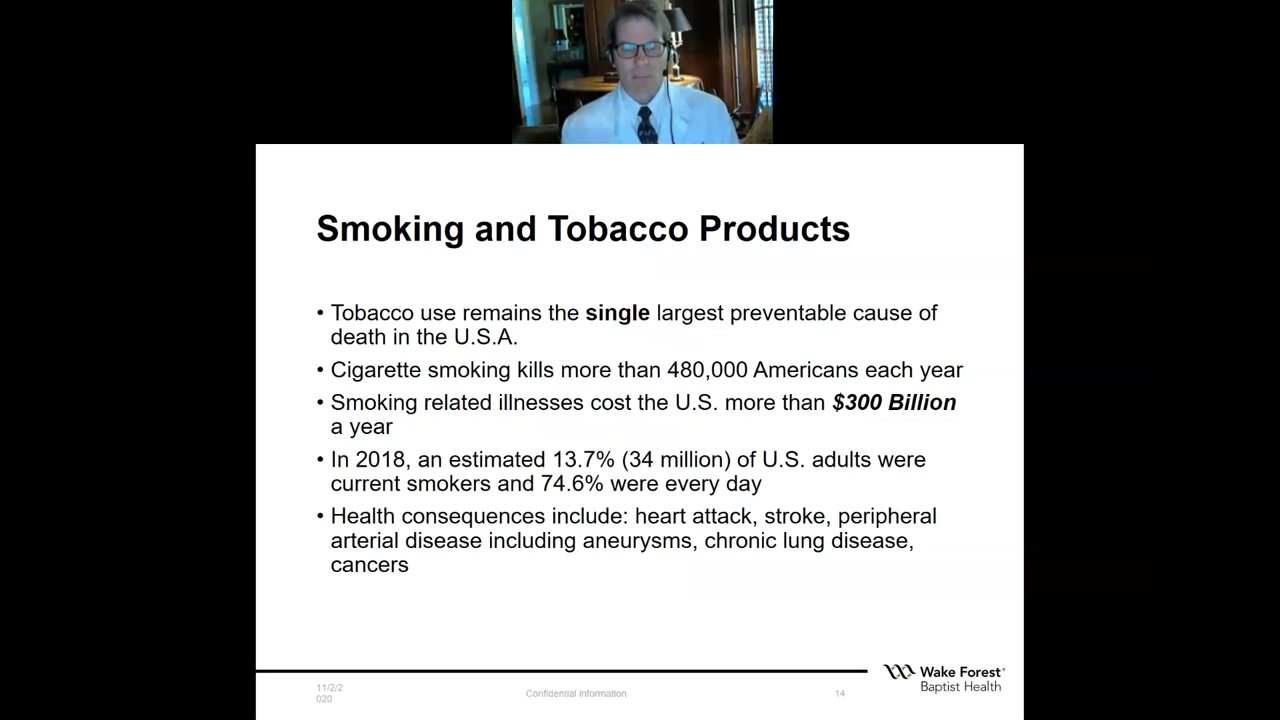 Smoking and Tobacco Products
• Tobacco use remains the single largest preventable cause of
death in the U.S.A.
• Cigarette smoking kills more than 480,000 Americans each year
• Smoking related illnesses cost the U.S. more than $300 Billion
a year
• In 2018, an estimated 13.7% (34 million) of U.S. adults were
current smokers and 74.6% were every day
• Health consequences include: heart attack, stroke, peripheral
arterial disease including aneurysms, chronic lung disease,
cancers
Wake Forest®
Baptist Health
11/2/2
020
Confidential Information
14